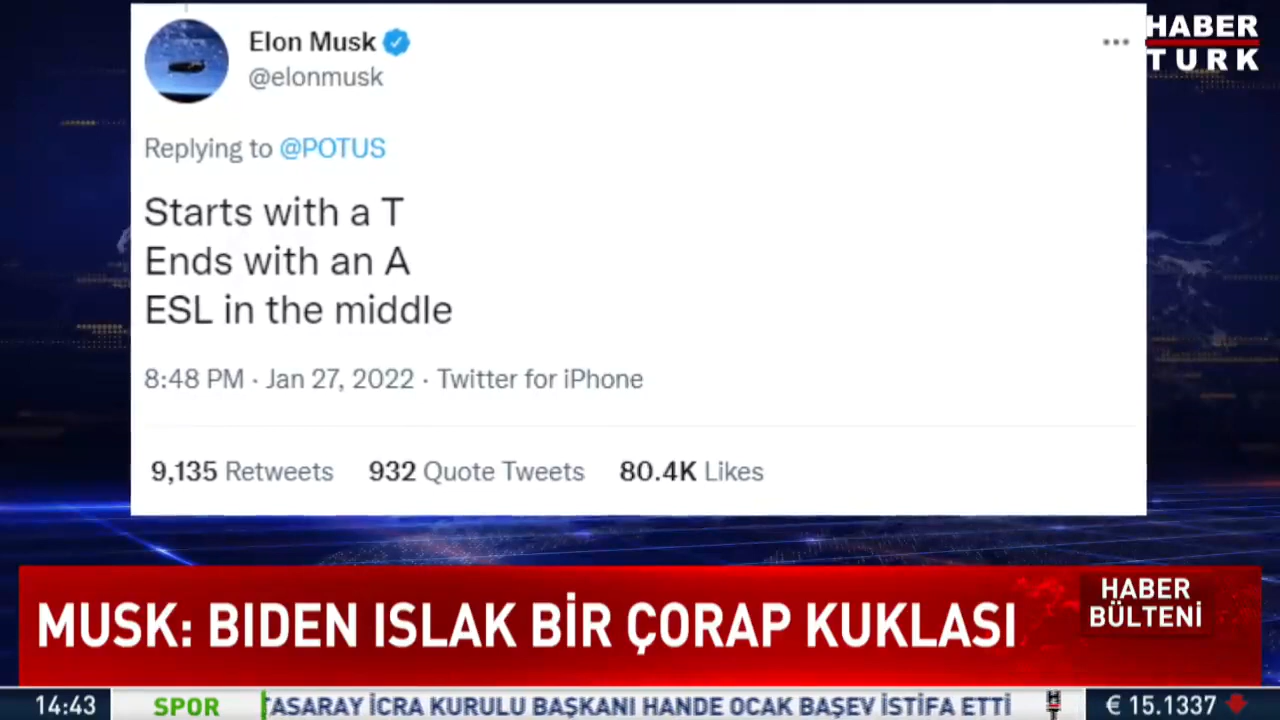 Elon Musk
@elonmusk
HABER
TURK
Replying to @POTUS
Starts with a T
Ends with an A
ESL in the middle
8:48 PM · Jan 27, 2022 · Twitter for iPhone
9,135 Retweets 932 Quote Tweets 80.4K Likes
MUSK: BIDEN ISLAK BİR ÇORAP KUKLASI
HABER
BÜLTENİ
14:43 SPOR TASARAY İCRA KURULU BAŞKANI HANDE OCAK BAŞEV İSTİFA ETTİ € 15.1337